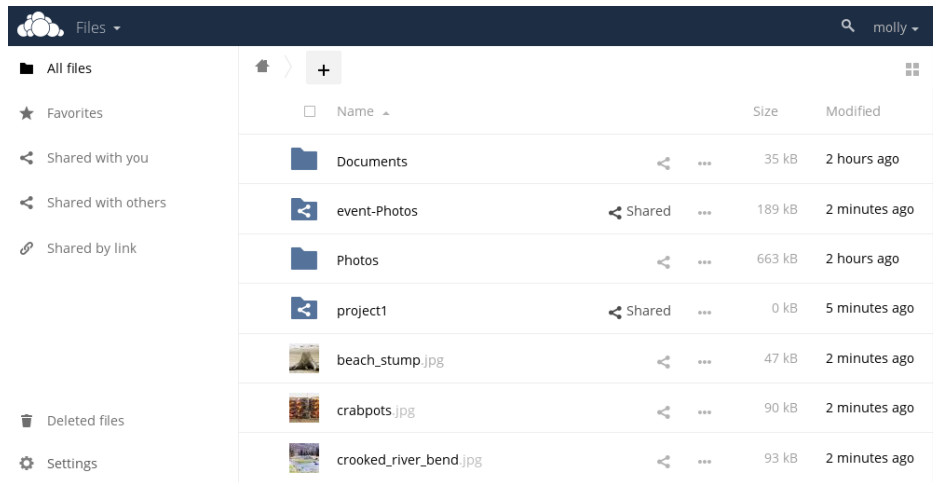 Files
molly
All files
Favorites
Shared with you
Shared with others
Shared by link
Deleted files
Settings
+
Name Size Modified
Documents 35 kB 2 hours ago
event-Photos Shared 189 kB 2 minutes ago
Photos 663 kB 2 hours ago
project1 Shared 0 kB 5 minutes ago
beach_stump.jpg 47 kB 2 minutes ago
crabpots.jpg 90 kB 2 minutes ago
crooked_river_bend.jpg 93 kB 2 minutes ago